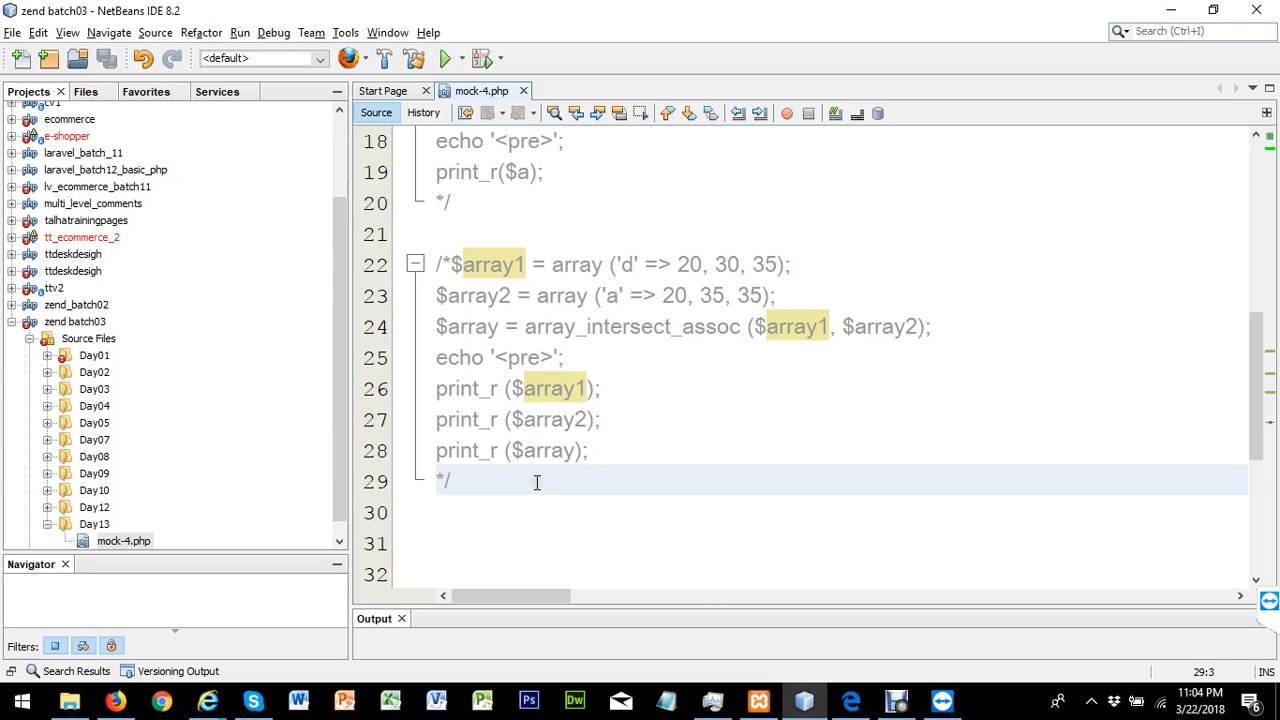 zend batch03 - NetBeans IDE 8.2
File Edit View Navigate Source Refactor Run Debug Team Tools Window Help
Search (Ctrl+I)
<default>
Projects Files Favorites Services
Start Page mock-4.php
Source History
cv1
ecommerce
e-shopper
laravel_batch_11
laravel_batch12_basic_php
lv_ecommerce_batch11
multi_level_comments
talhatrainingpages
tt_ecommerce_2
ttdeskdesigh
ttdeskdesigh
ttv2
zend_batch02
zend batch03
Source Files
Day01
Day02
Day03
Day04
Day05
Day07
Day08
Day09
Day10
Day12
Day13
mock-4.php
18 echo '<pre>';
19 print_r($a);
20 */
21
22 /*$array1 = array ('d' => 20, 30, 35);
23 $array2 = array ('a' => 20, 35, 35);
24 $array = array_intersect_assoc ($array1, $array2);
25 echo '<pre>';
26 print_r ($array1);
27 print_r ($array2);
28 print_r ($array);
29 */
30
31
32
Navigator
Filters:
Output
Search Results Versioning Output
29:3 INS
11:04 PM
3/22/2018